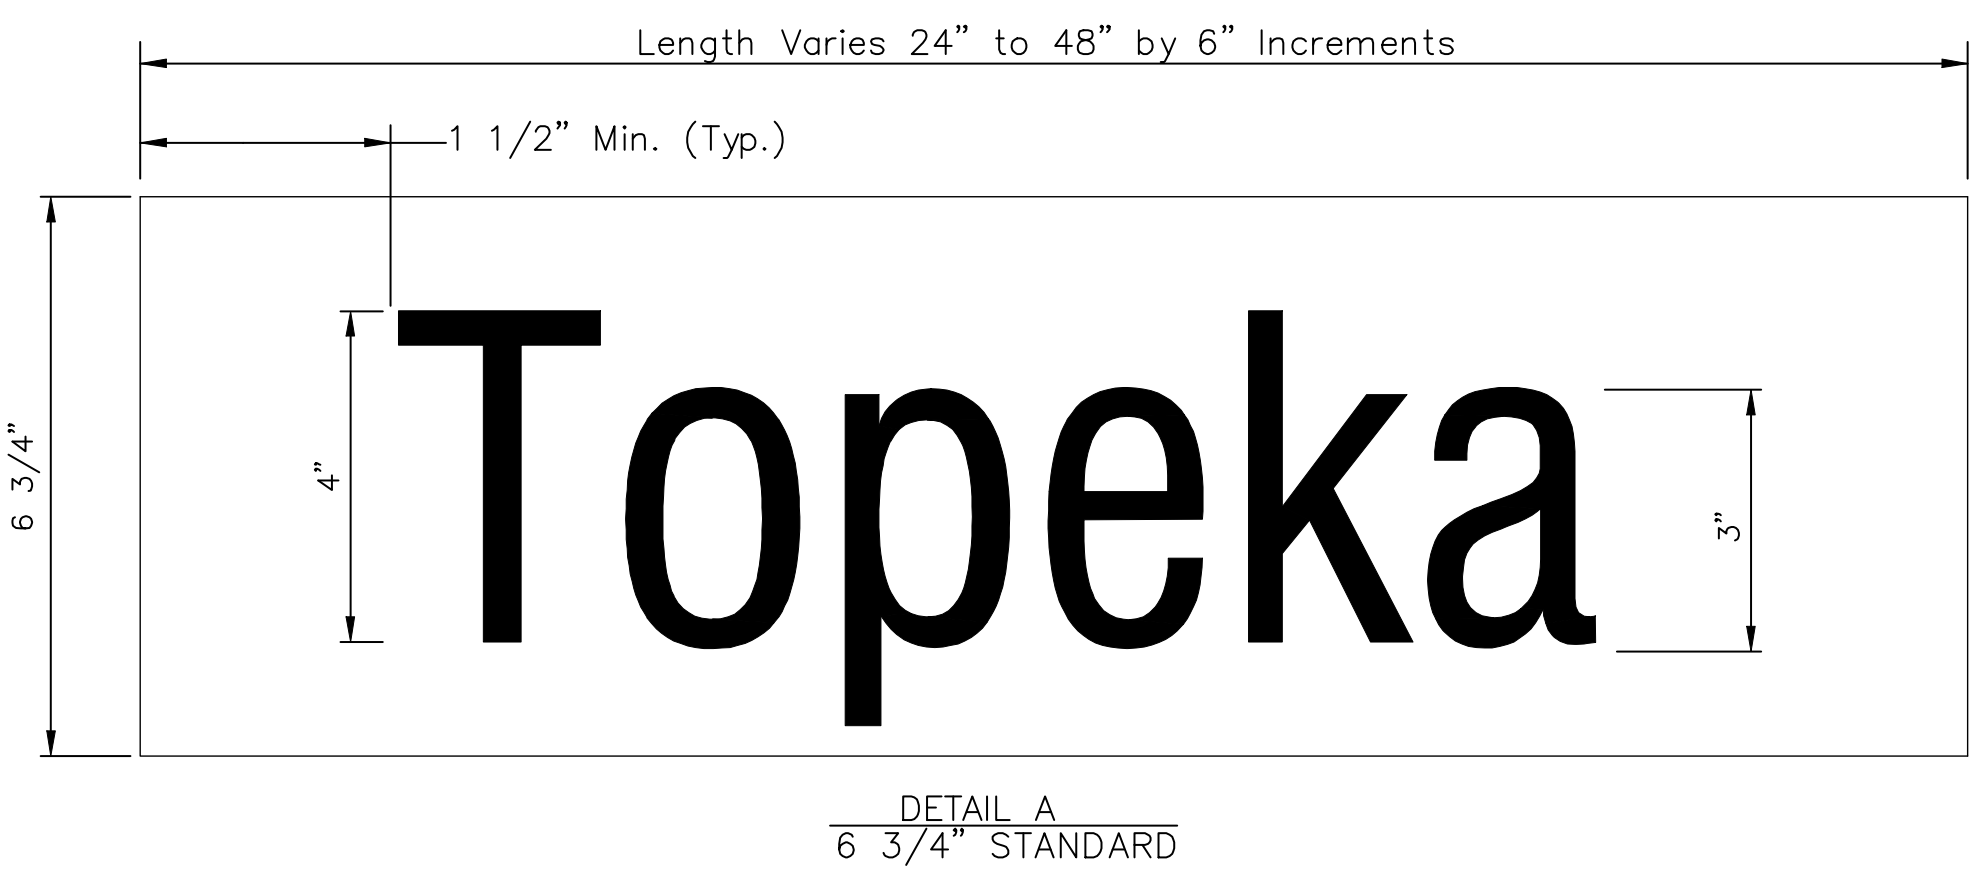 Length Varies 24” to 48” by 6” Increments
1 1/2” Min. (Typ.)
6 3/4”
4”
Topeka
3”
DETAIL A
6 3/4” STANDARD